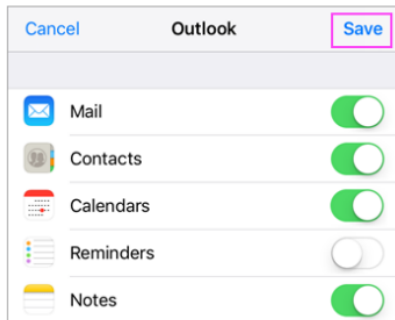 Cancel Outlook Save
Mail
Contacts
Calendars
Reminders
Notes